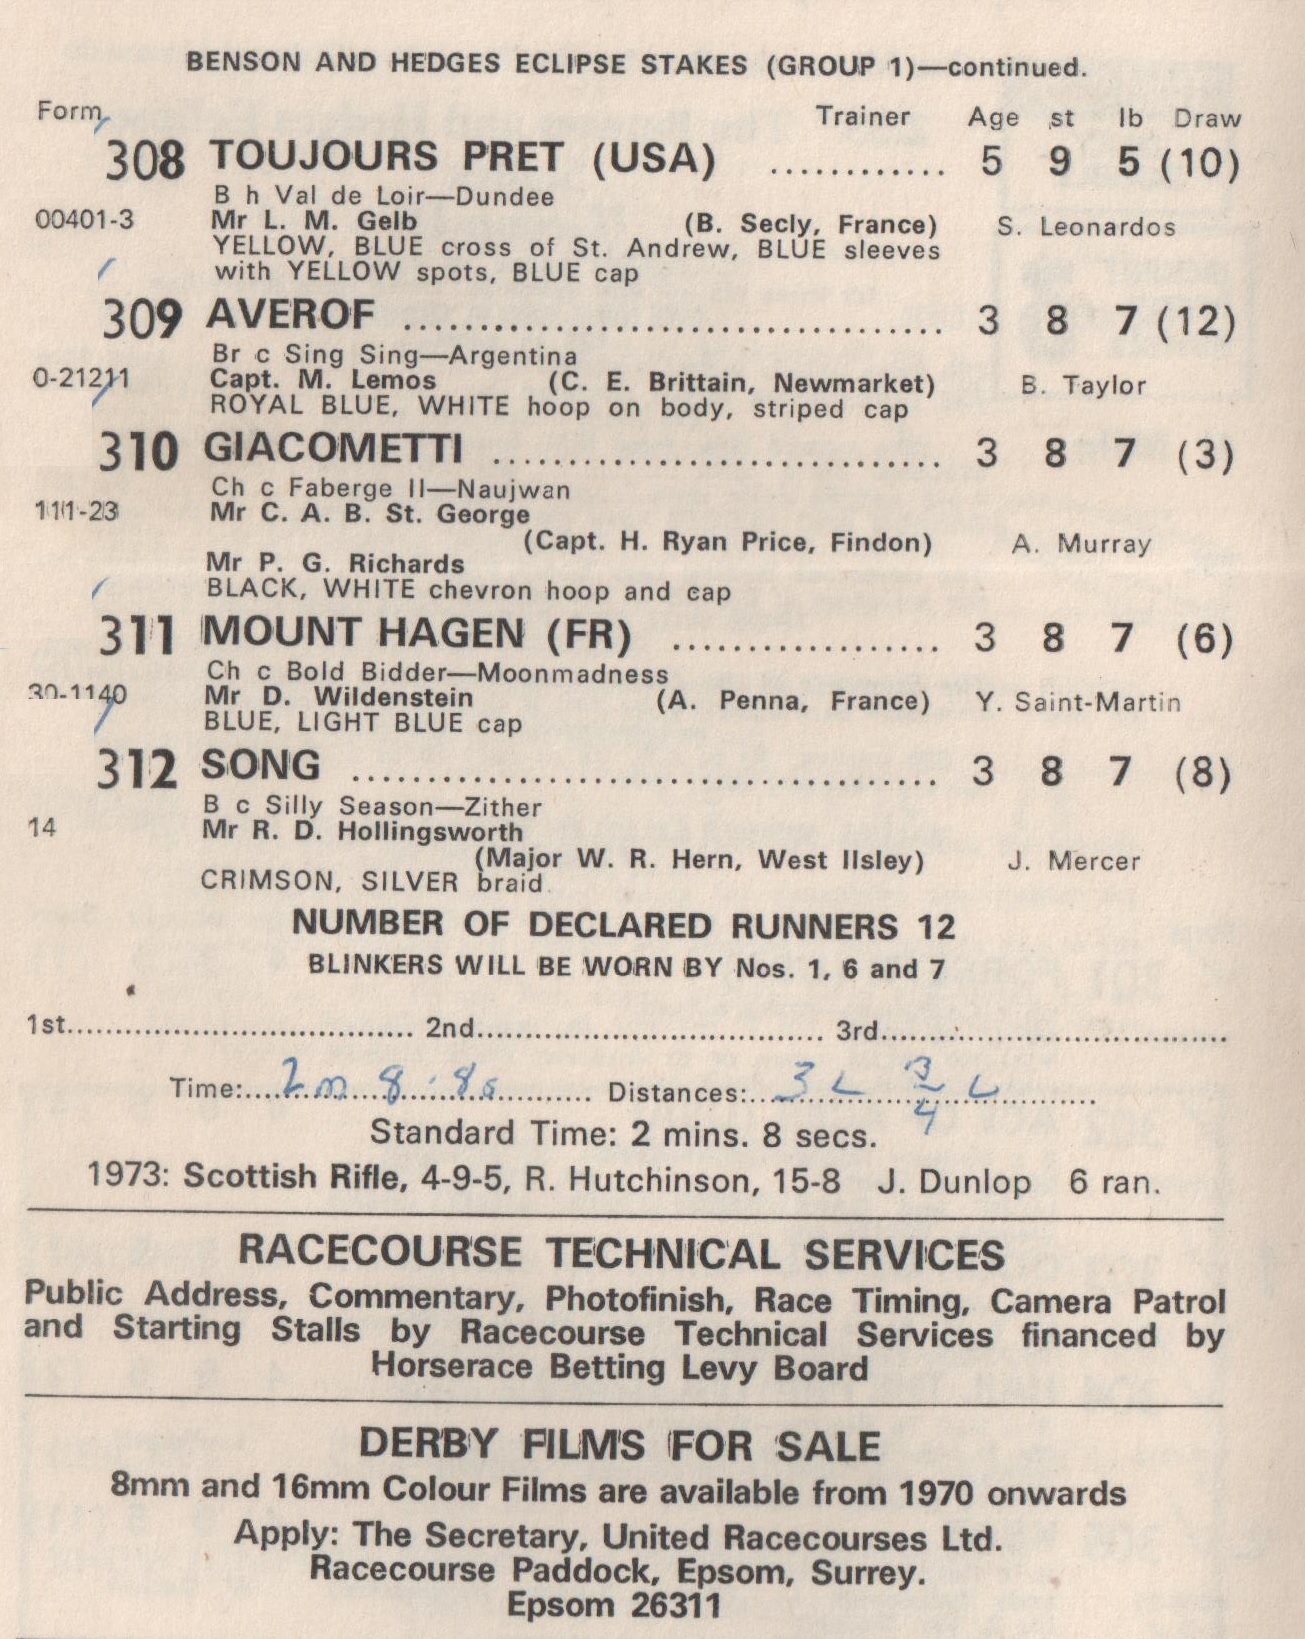 BENSON AND HEDGES ECLIPSE STAKES (GROUP 1)—continued.
Form Trainer Age st lb Draw
308 TOUJOURS PRET (USA) ............ 5 9 5 (10)
B h Val de Loir—Dundee
00401-3 Mr L. M. Gelb (B. Secly, France) S. Leonardos
YELLOW, BLUE cross of St. Andrew, BLUE sleeves
with YELLOW spots, BLUE cap
309 AVEROF .................................... 3 8 7 (12)
Br c Sing Sing—Argentina
0-21211 Capt. M. Lemos (C. E. Brittain, Newmarket) B. Taylor
ROYAL BLUE, WHITE hoop on body, striped cap
310 GIACOMETTI .............................. 3 8 7 (3)
Ch c Faberge II—Naujwan
111-23 Mr C. A. B. St. George
(Capt. H. Ryan Price, Findon) A. Murray
Mr P. G. Richards
BLACK, WHITE chevron hoop and cap
311 MOUNT HAGEN (FR) .................. 3 8 7 (6)
Ch c Bold Bidder—Moonmadness
30-1140 Mr D. Wildenstein (A. Penna, France) Y. Saint-Martin
BLUE, LIGHT BLUE cap
312 SONG ....................................... 3 8 7 (8)
B c Silly Season—Zither
14 Mr R. D. Hollingsworth
(Major W. R. Hern, West Ilsley) J. Mercer
CRIMSON, SILVER braid
NUMBER OF DECLARED RUNNERS 12
BLINKERS WILL BE WORN BY Nos. 1, 6 and 7
1st.................................... 2nd.................................... 3rd....................................
Time:....2m 8.8s.......... Distances:....3L ¾ L..........
Standard Time: 2 mins. 8 secs.
1973: Scottish Rifle, 4-9-5, R. Hutchinson, 15-8 J. Dunlop 6 ran.
RACECOURSE TECHNICAL SERVICES
Public Address, Commentary, Photofinish, Race Timing, Camera Patrol
and Starting Stalls by Racecourse Technical Services financed by
Horserace Betting Levy Board
DERBY FILMS FOR SALE
8mm and 16mm Colour Films are available from 1970 onwards
Apply: The Secretary, United Racecourses Ltd.
Racecourse Paddock, Epsom, Surrey.
Epsom 26311